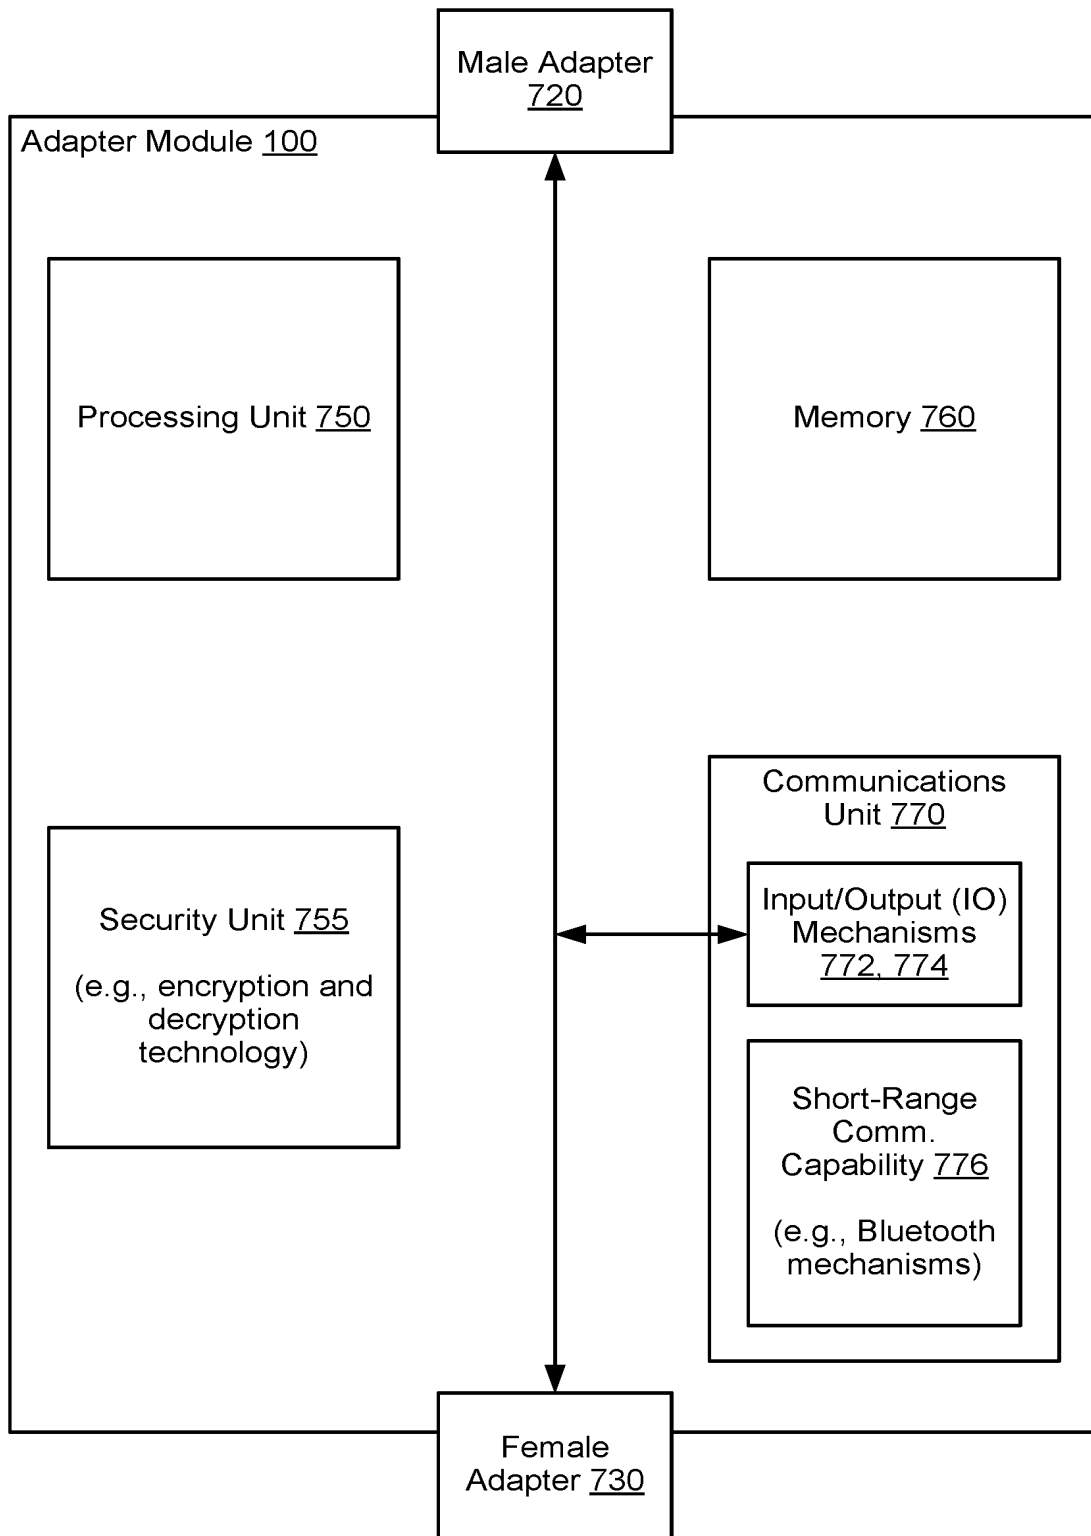 Male Adapter
720
Adapter Module 100
Processing Unit 750
Memory 760
Communications
Unit 770
Input/Output (IO)
Mechanisms
772, 774
Security Unit 755
(e.g., encryption and
decryption
technology)
Short-Range
Comm.
Capability 776
(e.g., Bluetooth
mechanisms)
Female
Adapter 730